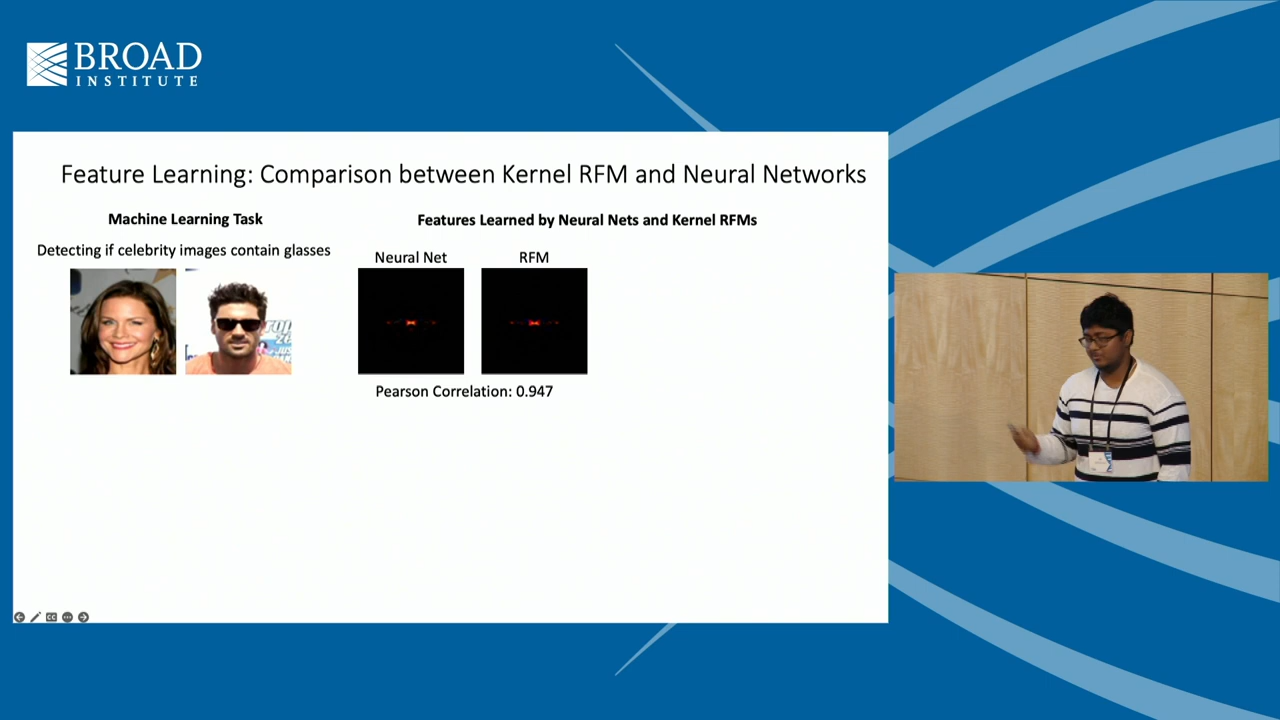 BROAD
INSTITUTE
Feature Learning: Comparison between Kernel RFM and Neural Networks
Machine Learning Task
Detecting if celebrity images contain glasses
Features Learned by Neural Nets and Kernel RFMs
Neural Net
RFM
Pearson Correlation: 0.947